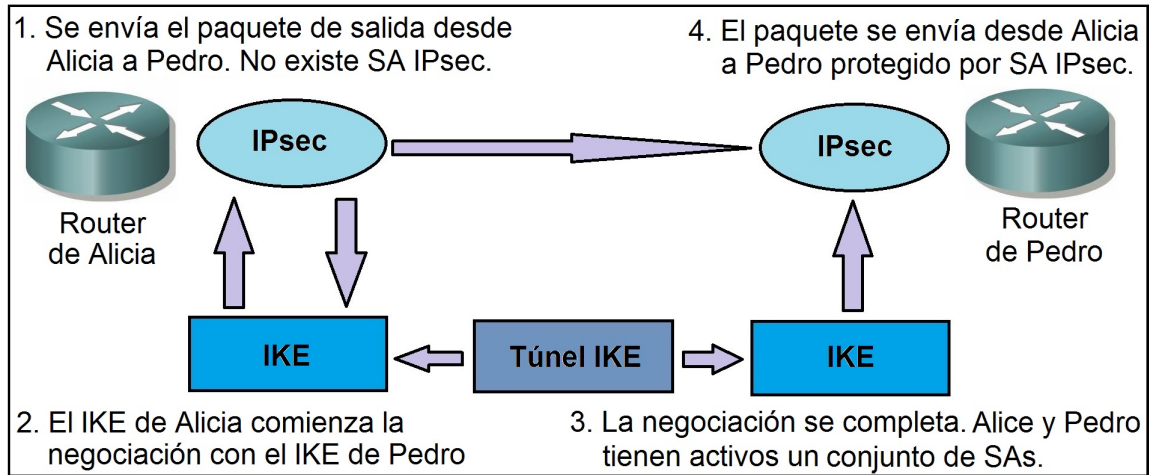 1. Se envía el paquete de salida desde
Alicia a Pedro. No existe SA IPsec.
4. El paquete se envía desde Alicia
a Pedro protegido por SA IPsec.
IPsec
IPsec
Router
de Alicia
Router
de Pedro
IKE
Túnel IKE
IKE
2. El IKE de Alicia comienza la
negociación con el IKE de Pedro
3. La negociación se completa. Alice y Pedro
tienen activos un conjunto de SAs.